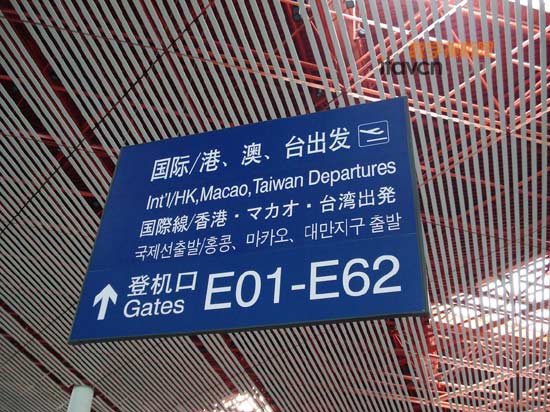 国际/港、澳、台出发
Int'l/HK,Macao,Taiwan Departures
国際線/香港・マカオ・台湾出発
국제선출발/홍콩、마카오、대만지구 출발
登机口
Gates
E01-E62
itavcn